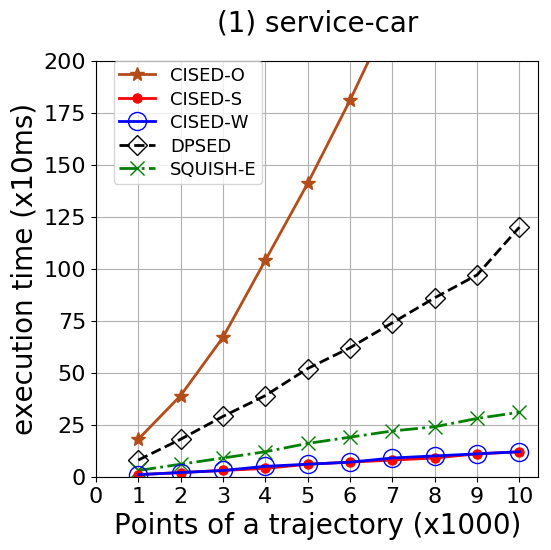 (1) service-car
execution time (x10ms)
200
175
150
125
100
75
50
25
0
CISED-O
CISED-S
CISED-W
DPSED
SQUISH-E
0 1 2 3 4 5 6 7 8 9 10
Points of a trajectory (x1000)